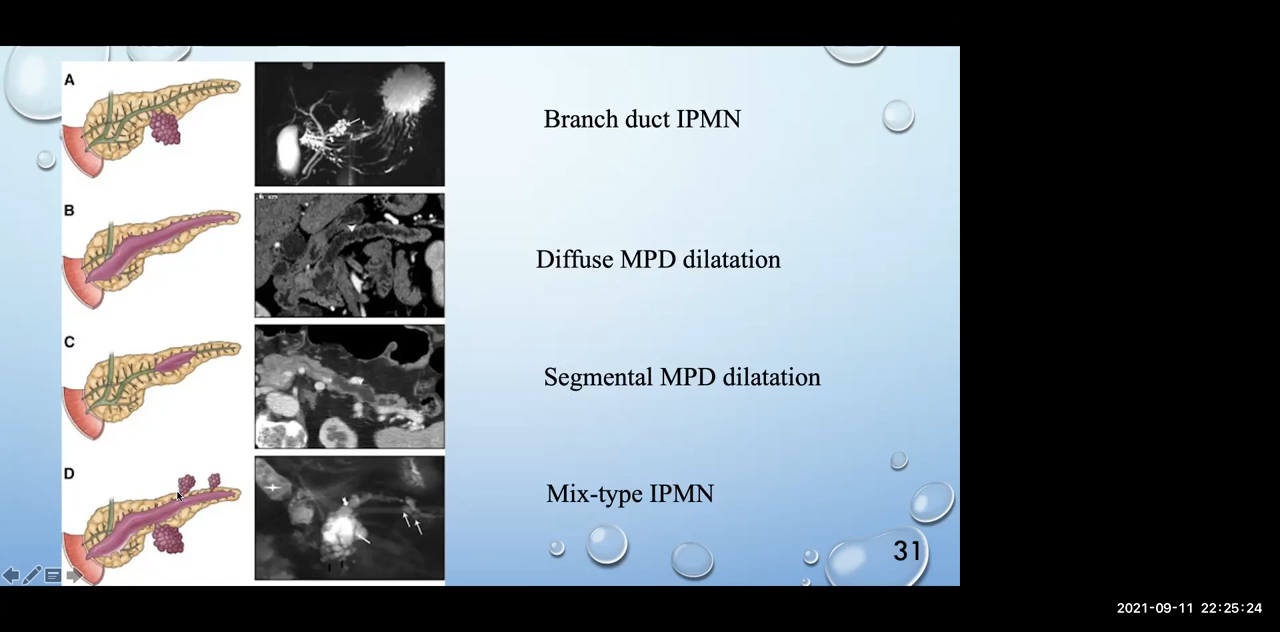 A
Branch duct IPMN
B
Diffuse MPD dilatation
C
Segmental MPD dilatation
D
Mix-type IPMN
31
2021-09-11 22:25:24